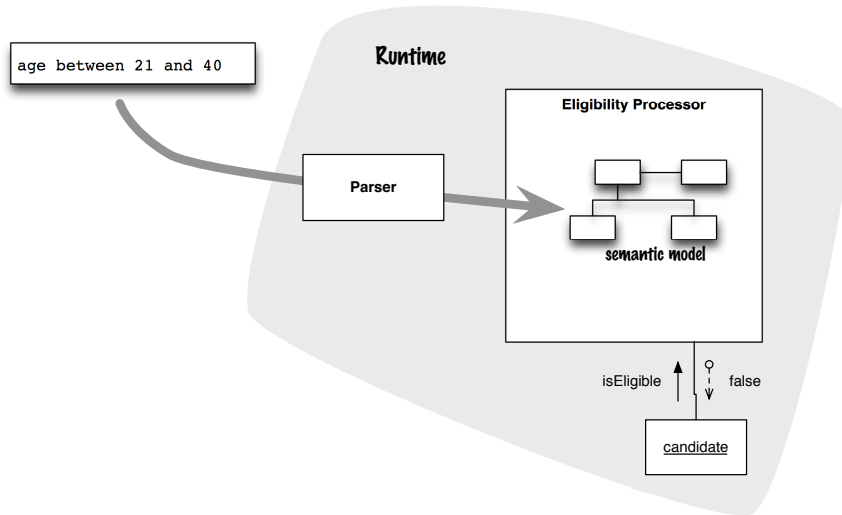 Runtime
age between 21 and 40
Eligibility Processor
Parser
semantic model
isEligible
false
candidate